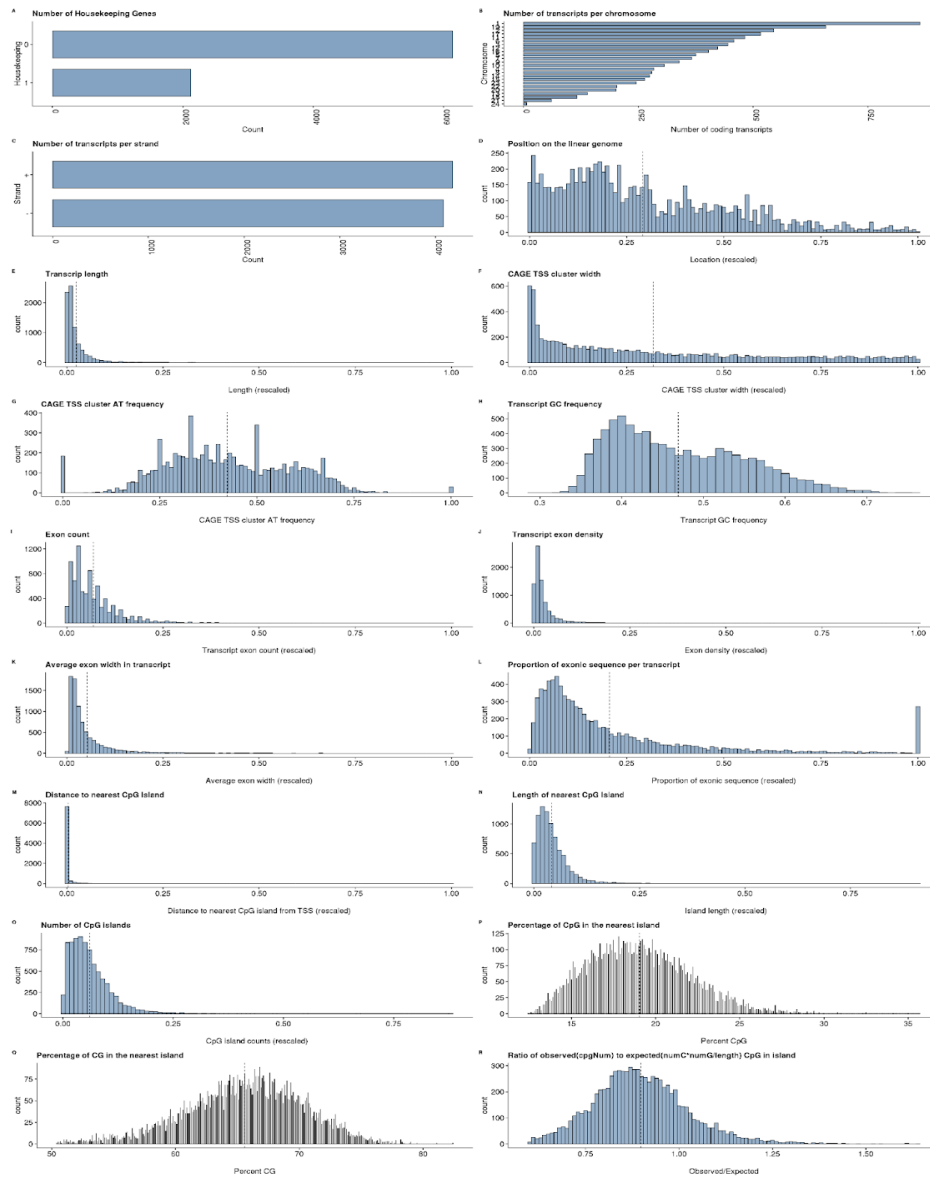 A
Number of Housekeeping Genes
Housekeeping
0
1
0
2000
4000
6000
Count
B
Number of transcripts per chromosome
Chromosome
250
500
750
Number of coding transcripts
C
Number of transcripts per strand
Strand
+
-
0
1000
2000
3000
4000
Count
D
Position on the linear genome
count
250
200
150
100
50
0
0.00 0.25 0.50 0.75 1.00
Location (rescaled)
E
Transcrip length
count
2000
1000
0
0.00 0.25 0.50 0.75 1.00
Length (rescaled)
F
CAGE TSS cluster width
count
600
400
200
0
0.00 0.25 0.50 0.75 1.00
CAGE TSS cluster width (rescaled)
G
CAGE TSS cluster AT frequency
count
400
300
200
100
0
0.00 0.25 0.50 0.75 1.00
CAGE TSS cluster AT frequency
H
Transcript GC frequency
count
500
400
300
200
100
0
0.3 0.4 0.5 0.6 0.7
Transcript GC frequency
I
Exon count
count
1200
800
400
0
0.00 0.25 0.50 0.75 1.00
Transcript exon count (rescaled)
J
Transcript exon density
count
2000
1000
0
0.00 0.25 0.50 0.75 1.00
Exon density (rescaled)
K
Average exon width in transcript
count
1500
1000
500
0
0.00 0.25 0.50 0.75 1.00
Average exon width (rescaled)
L
Proportion of exonic sequence per transcript
count
400
300
200
100
0
0.00 0.25 0.50 0.75 1.00
Proportion of exonic sequence (rescaled)
M
Distance to nearest CpG Island
count
8000
6000
4000
2000
0
0.00 0.25 0.50 0.75 1.00
Distance to nearest CpG island from TSS (rescaled)
N
Length of nearest CpG Island
count
1000
500
0
0.00 0.25 0.50 0.75
Island length (rescaled)
O
Number of CpG islands
count
750
500
250
0
0.00 0.25 0.50 0.75
CpG Island counts (rescaled)
P
Percentage of CpG in the nearest island
count
125
100
75
50
25
0
15 20 25 30 35
Percent CpG
Q
Percentage of CG in the nearest island
count
75
50
25
0
50 60 70 80
Percent CG
R
Ratio of observed(cpgNum) to expected(numC*numG/length) CpG in island
count
300
200
100
0
0.75 1.00 1.25 1.50
Observed/Expected